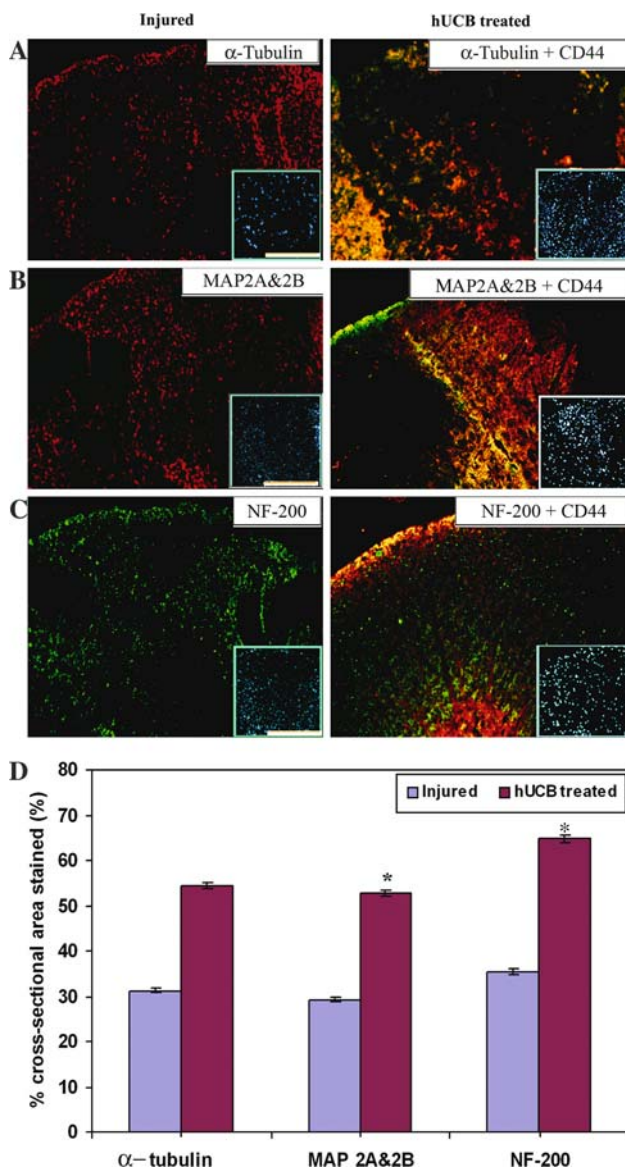 Injured hUCB treated
A α-Tubulin α-Tubulin + CD44
B MAP2A&2B MAP2A&2B + CD44
C NF-200 NF-200 + CD44
D
% cross-sectional area stained (%)
80
70
60
50
40
30
20
10
0
Injured hUCB treated
* *
α–tubulin MAP 2A&2B NF-200